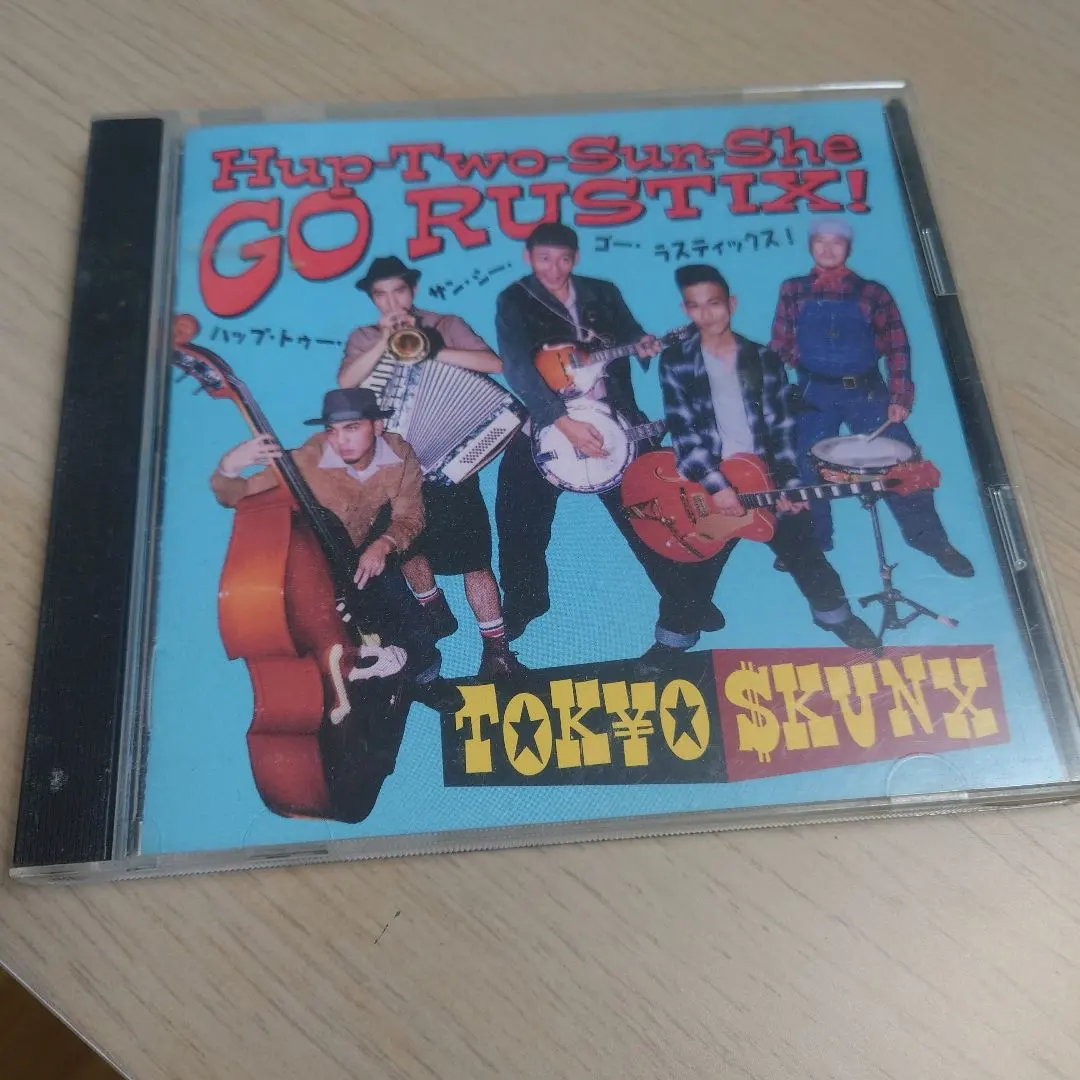 Hup-Two-Sun-She
GO RUSTIX!
ハップ・トゥー・サン・シー・ゴー・ラスティックス!
TOK¥O $KUNX